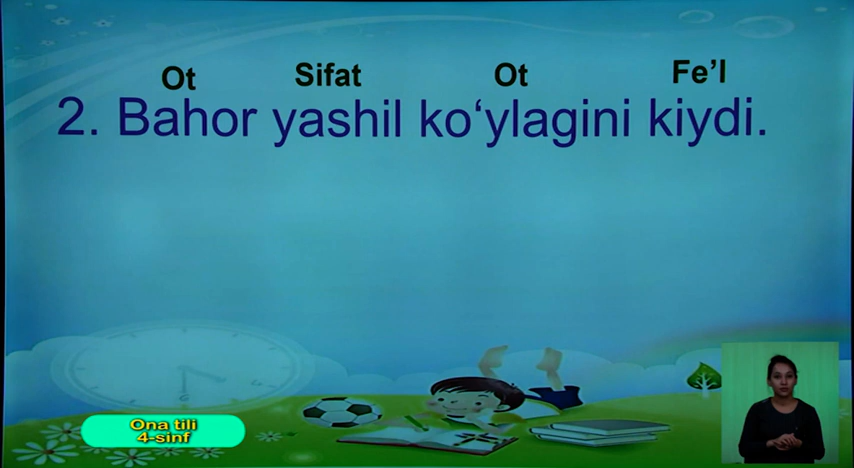 Ot Sifat Ot Fe’l
2. Bahor yashil ko‘ylagini kiydi.
Ona tili
4-sinf